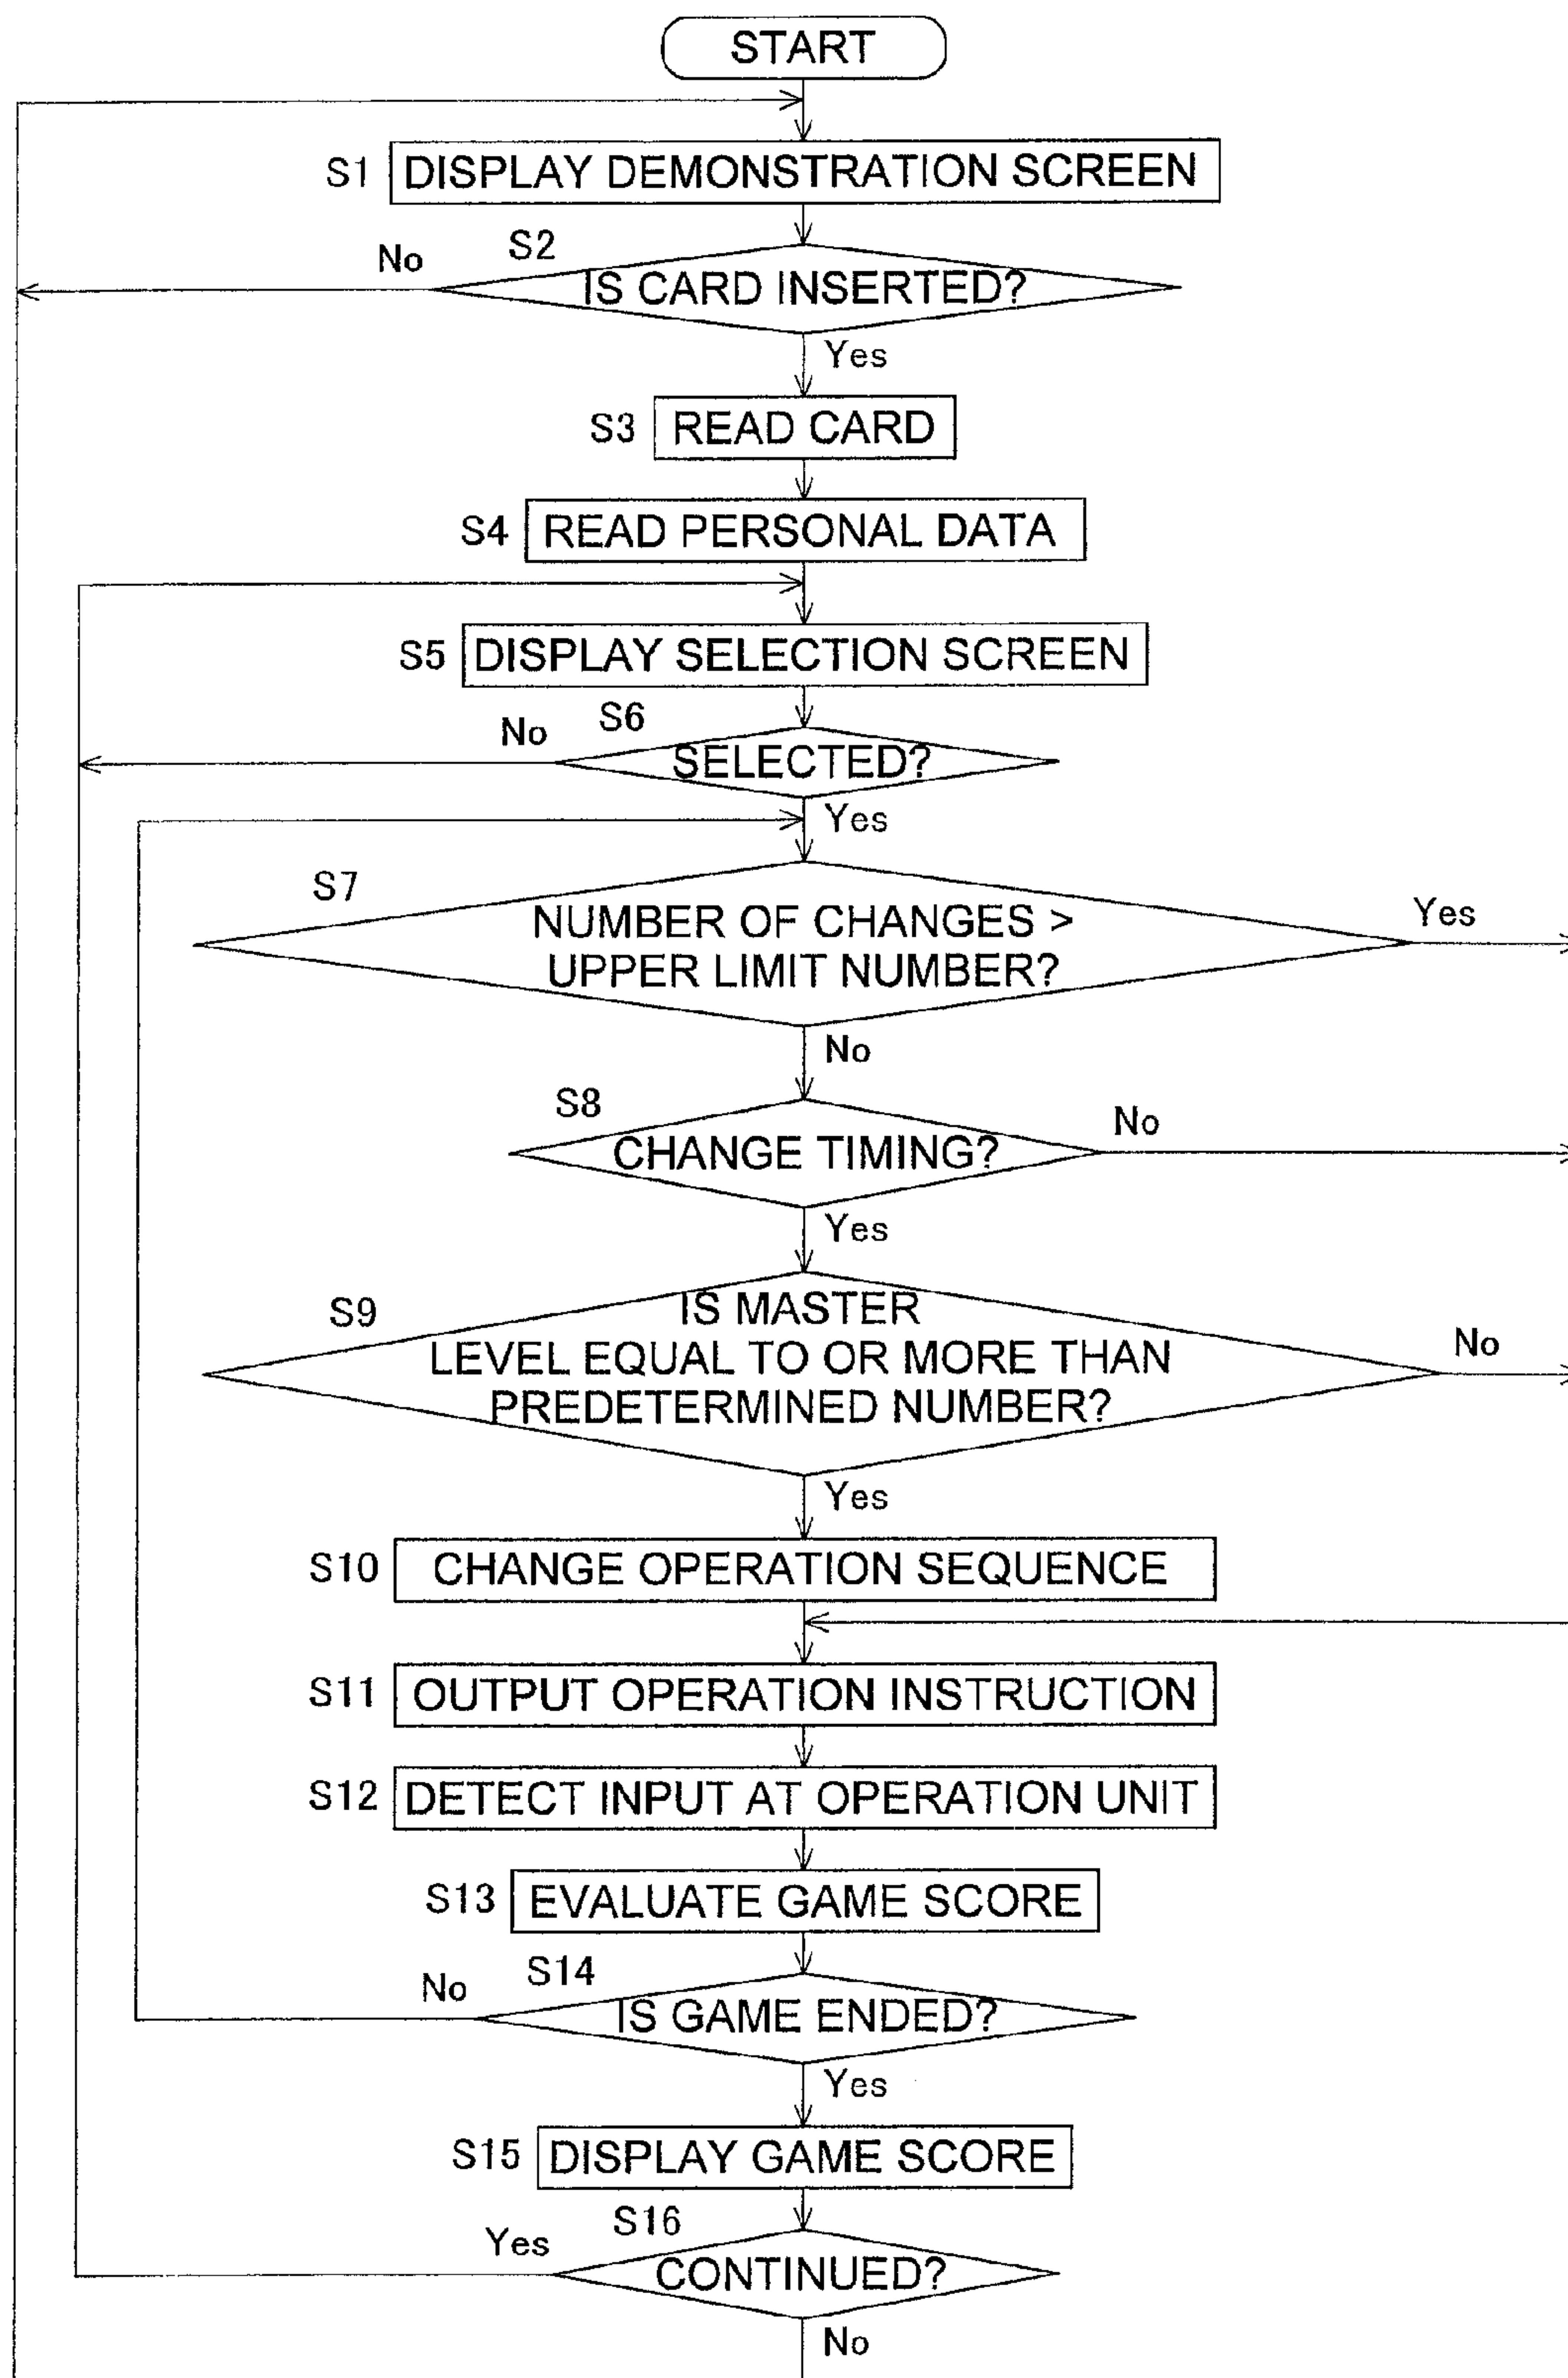 START
S1 DISPLAY DEMONSTRATION SCREEN
S2
No
IS CARD INSERTED?
Yes
S3 READ CARD
S4 READ PERSONAL DATA
S5 DISPLAY SELECTION SCREEN
S6
No
SELECTED?
Yes
S7
NUMBER OF CHANGES >
UPPER LIMIT NUMBER?
Yes
No
S8
CHANGE TIMING?
No
Yes
S9
IS MASTER
LEVEL EQUAL TO OR MORE THAN
PREDETERMINED NUMBER?
No
Yes
S10 CHANGE OPERATION SEQUENCE
S11 OUTPUT OPERATION INSTRUCTION
S12 DETECT INPUT AT OPERATION UNIT
S13 EVALUATE GAME SCORE
S14
No
IS GAME ENDED?
Yes
S15 DISPLAY GAME SCORE
S16
Yes
CONTINUED?
No